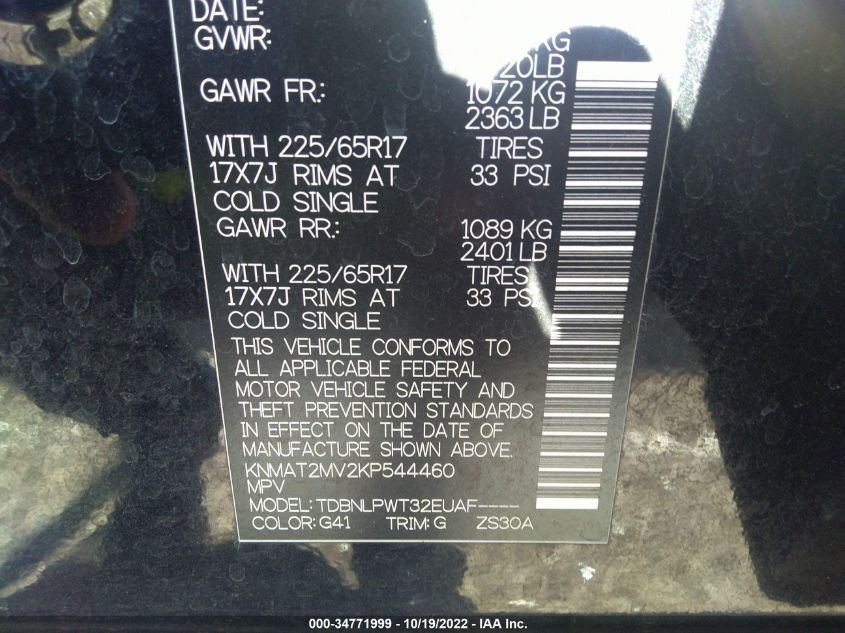 DATE:
GVWR: KG
20LB
GAWR FR.: 1072 KG
2363 LB
WITH 225/65R17 TIRES
17X7J RIMS AT 33 PSI
COLD SINGLE
GAWR RR.: 1089 KG
2401 LB
WITH 225/65R17 TIRES
17X7J RIMS AT 33 PSI
COLD SINGLE
THIS VEHICLE CONFORMS TO
ALL APPLICABLE FEDERAL
MOTOR VEHICLE SAFETY AND
THEFT PREVENTION STANDARDS
IN EFFECT ON THE DATE OF
MANUFACTURE SHOWN ABOVE.
KNMAT2MV2KP544460
MPV
MODEL: TDBNLPWT32EUAF----
COLOR: G41 TRIM: G ZS30A
000-34771999 - 10/19/2022 - IAA Inc.